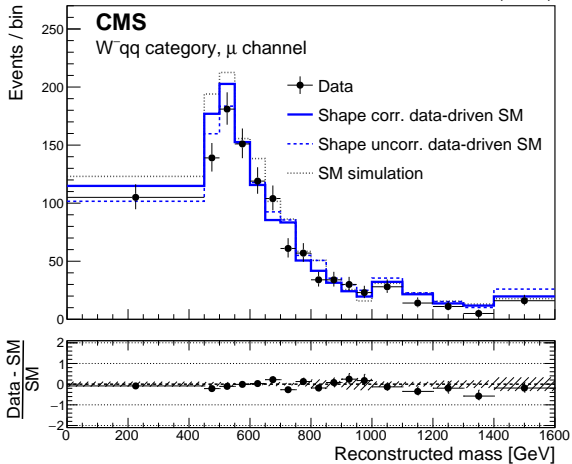 CMS
W⁻qq category, μ channel
Events / bin
250
200
150
100
50
0
Data
Shape corr. data-driven SM
Shape uncorr. data-driven SM
SM simulation
Data - SM
SM
2
1
0
−1
−2
0 200 400 600 800 1000 1200 1400 1600
Reconstructed mass [GeV]